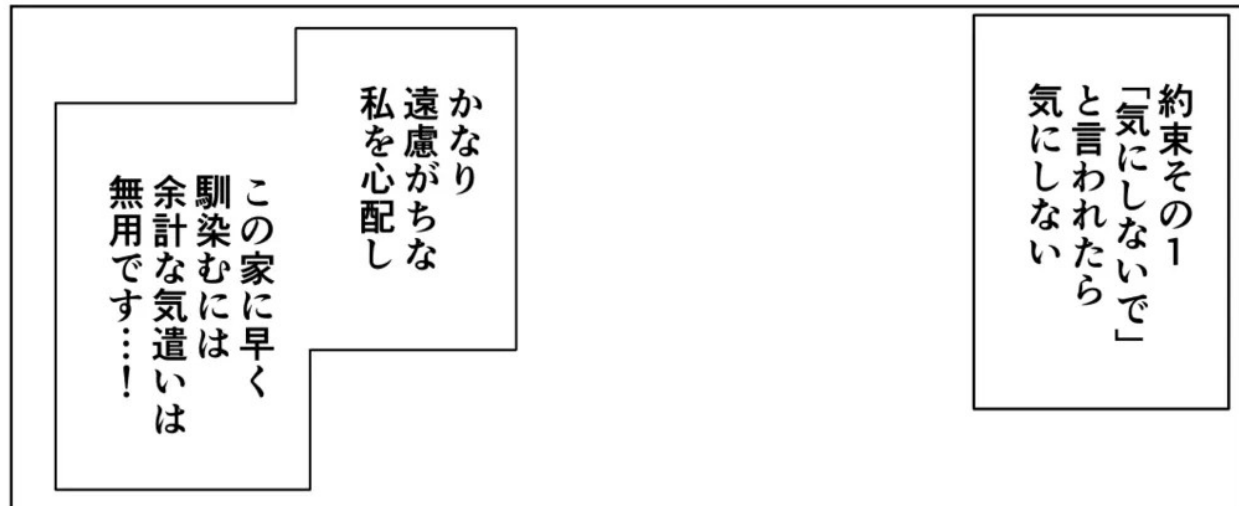 約束その1
「気にしないで」
と言われたら
気にしない
かなり
遠慮がちな
私を心配し
この家に早く
馴染むには
余計な気遣いは
無用です…!